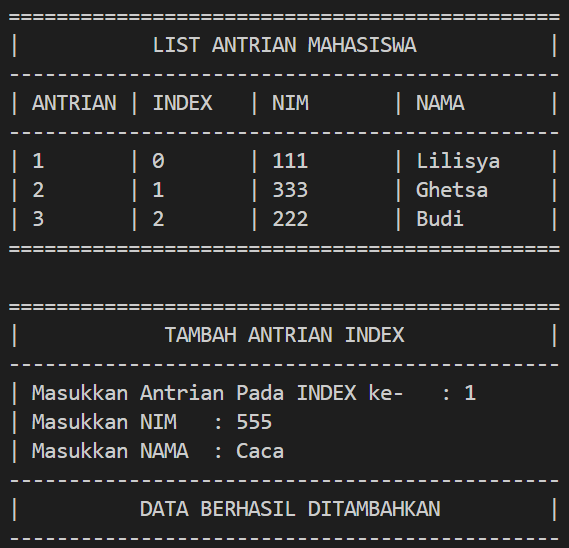 ==============================================
| LIST ANTRIAN MAHASISWA |
----------------------------------------------
| ANTRIAN | INDEX | NIM | NAMA |
----------------------------------------------
| 1 | 0 | 111 | Lilisya |
| 2 | 1 | 333 | Ghetsa |
| 3 | 2 | 222 | Budi |
==============================================
==============================================
| TAMBAH ANTRIAN INDEX |
----------------------------------------------
| Masukkan Antrian Pada INDEX ke- : 1
| Masukkan NIM : 555
| Masukkan NAMA : Caca
----------------------------------------------
| DATA BERHASIL DITAMBAHKAN |
----------------------------------------------